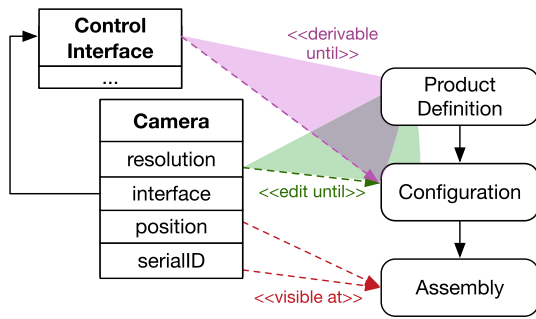 Control
Interface
...
<<derivable
until>>
Product
Definition
Camera
resolution
interface
position
serialID
<<edit until>>
Configuration
<<visible at>>
Assembly